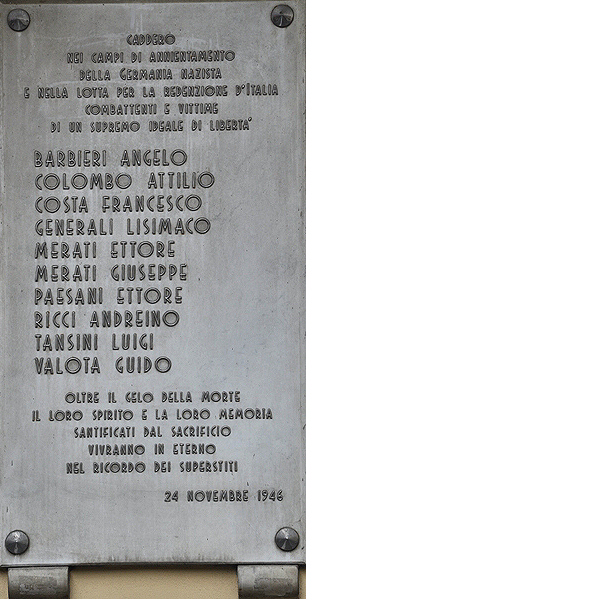 CADDERO
NEI CAMPI DI ANNIENTAMENTO
DELLA GERMANIA NAZISTA
E NELLA LOTTA PER LA REDENZIONE D'ITALIA
COMBATTENTI E VITTIME
DI UN SUPREMO IDEALE DI LIBERTA'
BARBIERI ANGELO
COLOMBO ATTILIO
COSTA FRANCESCO
GENERALI LISIMACO
MERATI ETTORE
MERATI GIUSEPPE
PAESANI ETTORE
RICCI ANDREINO
TANSINI LUIGI
VALOTA GUIDO
OLTRE IL GELO DELLA MORTE
IL LORO SPIRITO E LA LORO MEMORIA
SANTIFICATI DAL SACRIFICIO
VIVRANNO IN ETERNO
NEL RICORDO DEI SUPERSTITI
24 NOVEMBRE 1946